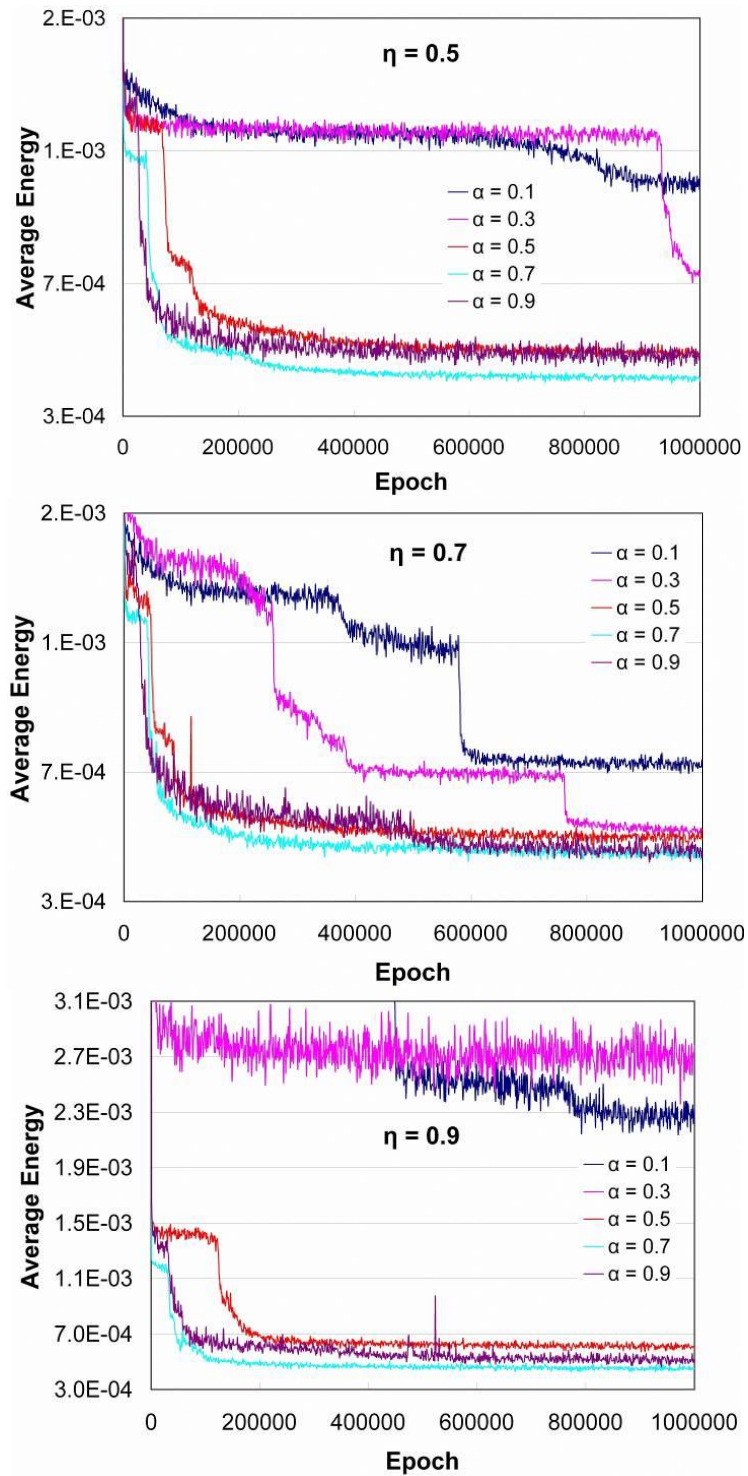 2.E-03
η = 0.5
1.E-03
7.E-04
3.E-04
Average Energy
α = 0.1
α = 0.3
α = 0.5
α = 0.7
α = 0.9
0 200000 400000 600000 800000 1000000
Epoch
2.E-03
η = 0.7
1.E-03
7.E-04
3.E-04
Average Energy
α = 0.1
α = 0.3
α = 0.5
α = 0.7
α = 0.9
0 200000 400000 600000 800000 1000000
Epoch
3.1E-03
2.7E-03
2.3E-03
η = 0.9
1.9E-03
1.5E-03
1.1E-03
7.0E-04
3.0E-04
Average Energy
α = 0.1
α = 0.3
α = 0.5
α = 0.7
α = 0.9
0 200000 400000 600000 800000 1000000
Epoch